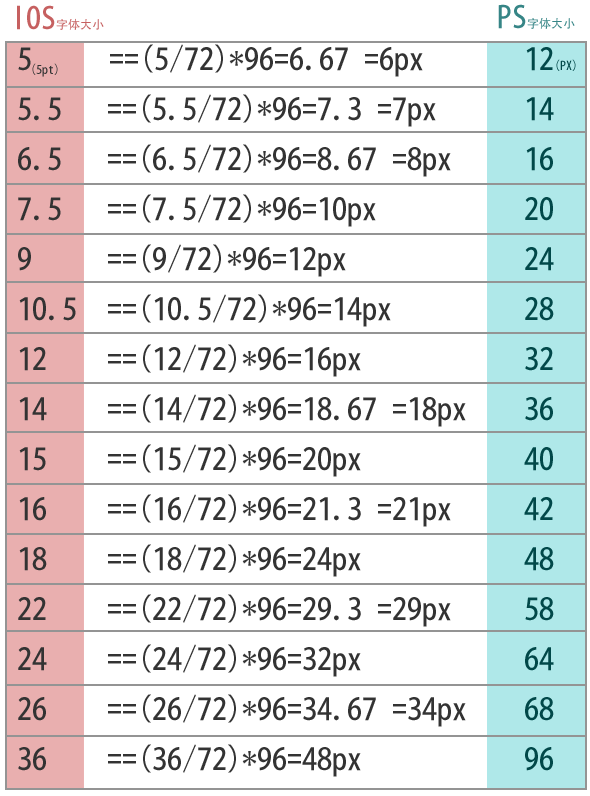 IOS字体大小 PS字体大小
5(5pt) ==(5/72)*96=6.67 =6px 12(PX)
5.5 ==(5.5/72)*96=7.3 =7px 14
6.5 ==(6.5/72)*96=8.67 =8px 16
7.5 ==(7.5/72)*96=10px 20
9 ==(9/72)*96=12px 24
10.5 ==(10.5/72)*96=14px 28
12 ==(12/72)*96=16px 32
14 ==(14/72)*96=18.67 =18px 36
15 ==(15/72)*96=20px 40
16 ==(16/72)*96=21.3 =21px 42
18 ==(18/72)*96=24px 48
22 ==(22/72)*96=29.3 =29px 58
24 ==(24/72)*96=32px 64
26 ==(26/72)*96=34.67 =34px 68
36 ==(36/72)*96=48px 96